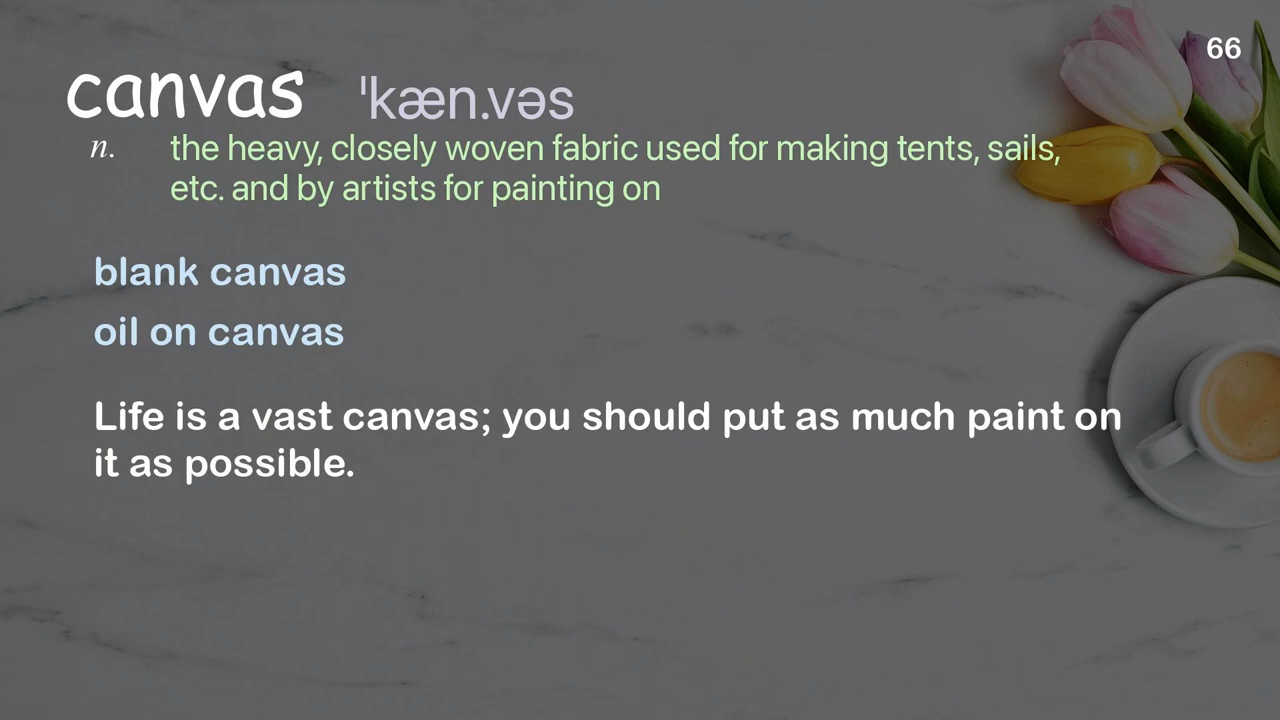 66
canvas ˈkæn.vəs
n. the heavy, closely woven fabric used for making tents, sails,
etc. and by artists for painting on
blank canvas
oil on canvas
Life is a vast canvas; you should put as much paint on
it as possible.